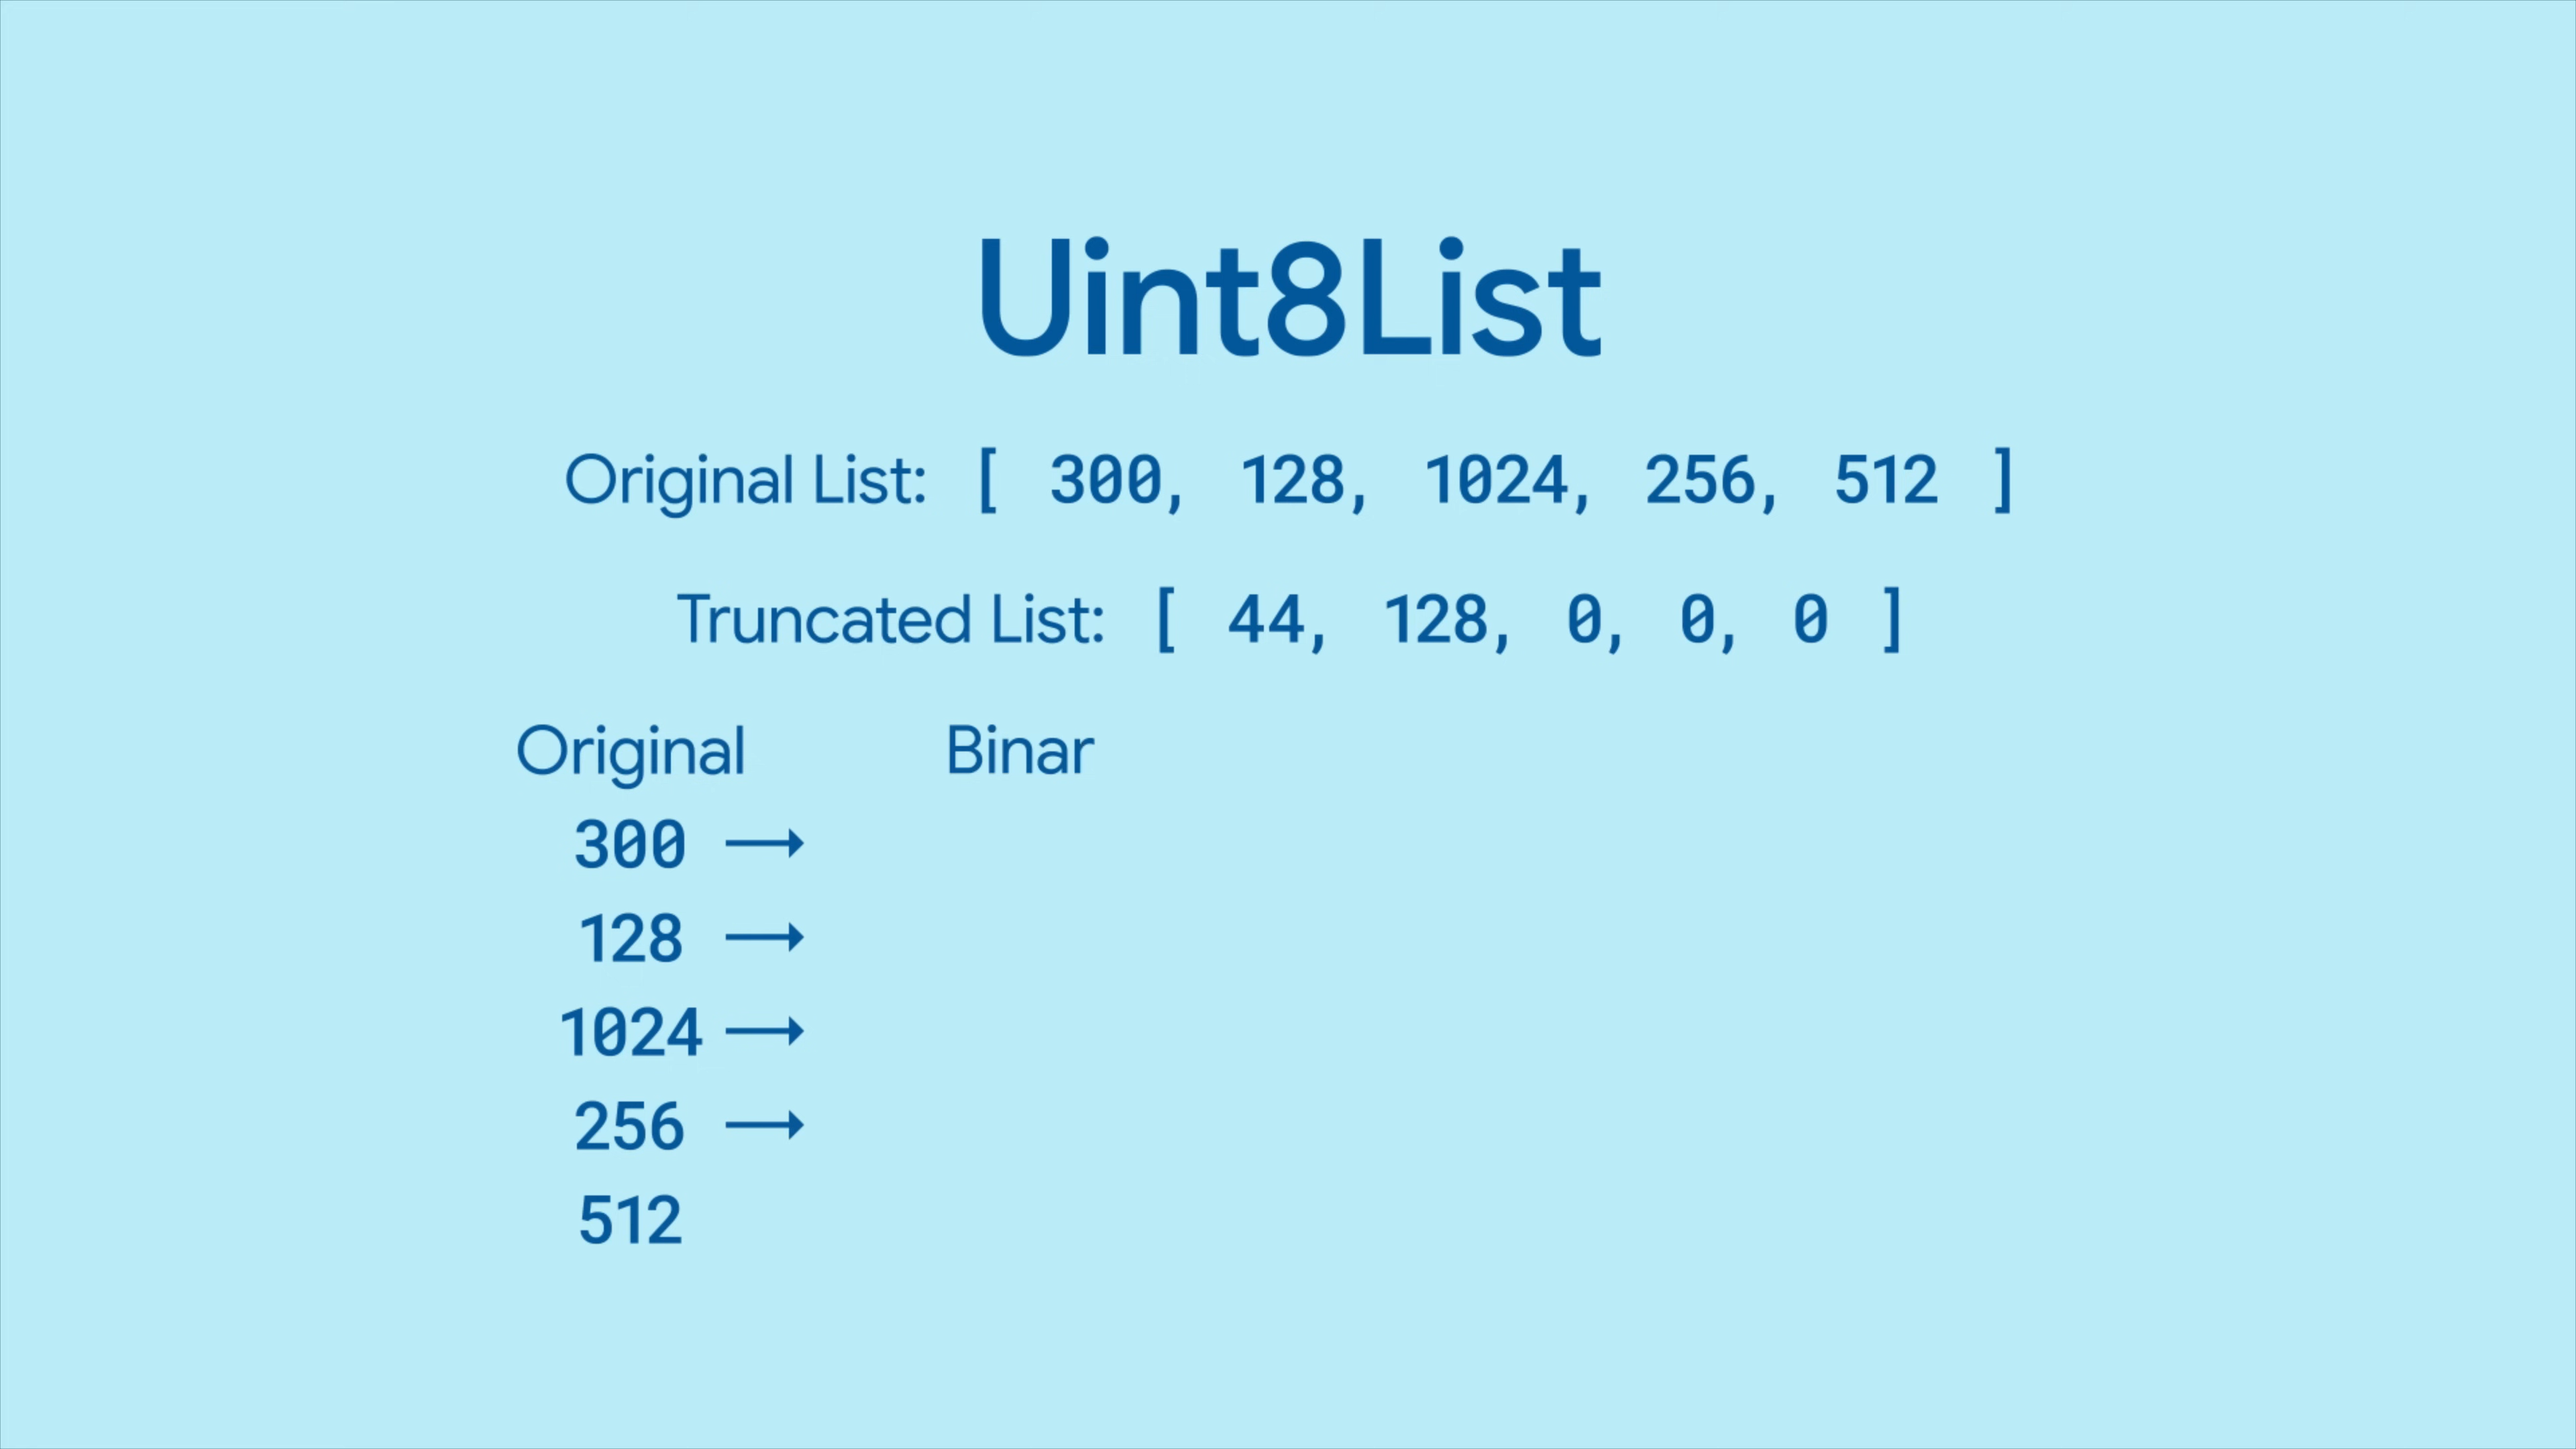 Uint8List
Original List: [ 300, 128, 1024, 256, 512 ]
Truncated List: [ 44, 128, 0, 0, 0 ]
Original Binar
300 →
128 →
1024 →
256 →
512